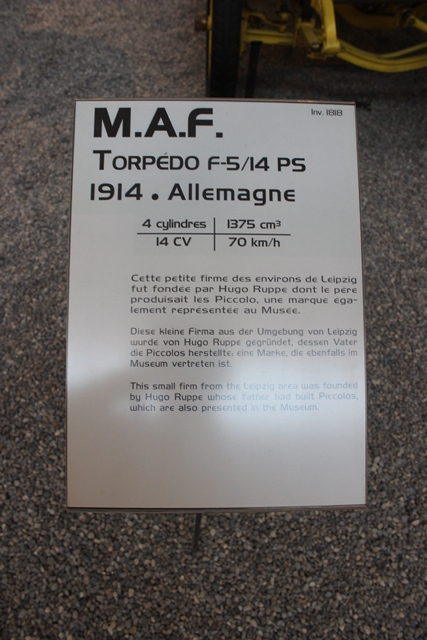 Inv. 1818
M.A.F.
TORPÉDO F-5/14 PS
1914 . Allemagne
4 cylindres 1375 cm³
14 CV 70 km/h
Cette petite firme des environs de Leipzig
fut fondée par Hugo Ruppe dont le père
produisait les Piccolo, une marque éga-
lement représentée au Musée.
Diese kleine Firma aus der Umgebung von Leipzig
wurde von Hugo Ruppe gegründet, dessen Vater
die Piccolos herstellte; eine Marke, die ebenfalls im
Museum vertreten ist.
This small firm from the Leipzig area was founded
by Hugo Ruppe whose father had built Piccolos,
which are also presented in the Museum.